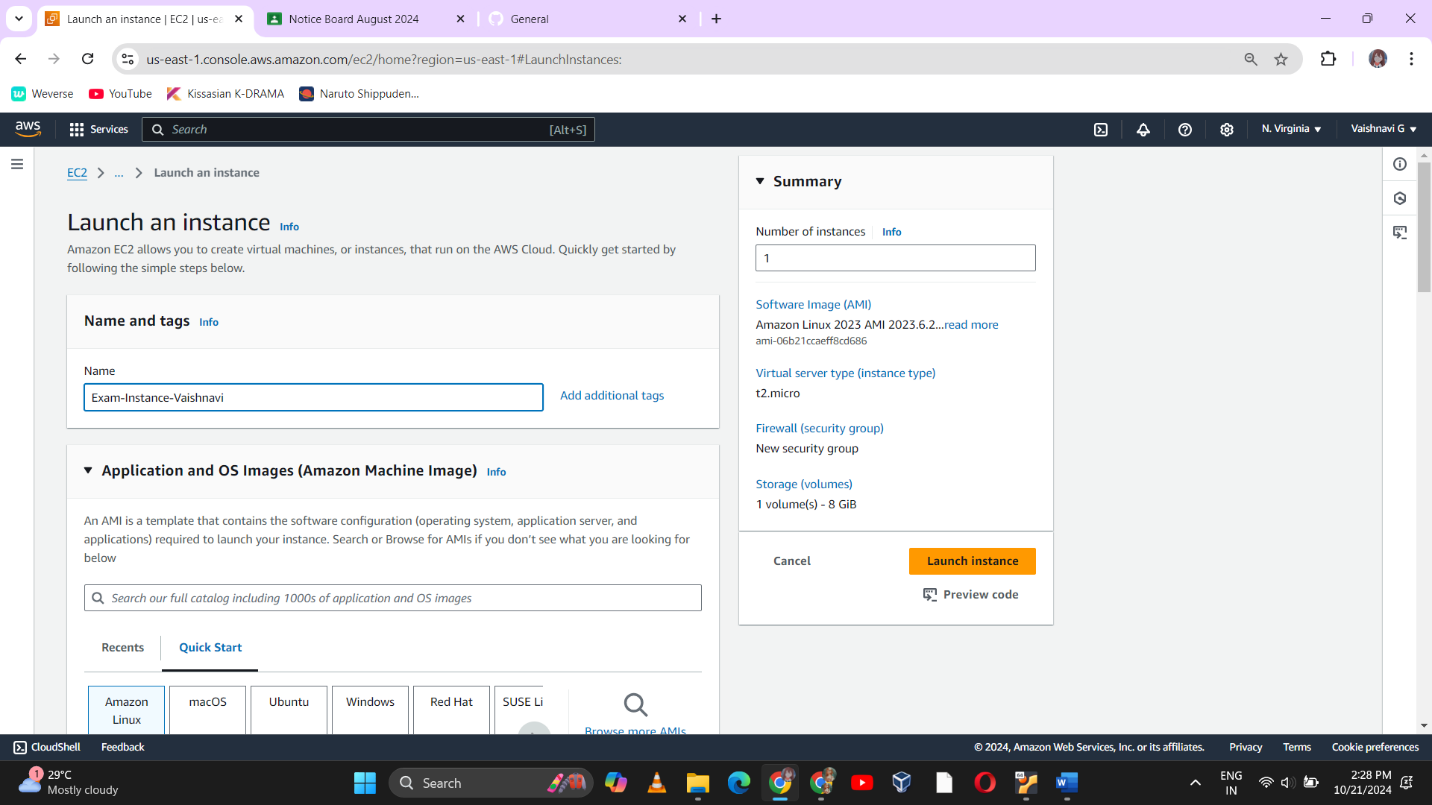 Launch an instance | EC2 | us-ea
Notice Board August 2024
General
us-east-1.console.aws.amazon.com/ec2/home?region=us-east-1#LaunchInstances:
Weverse
YouTube
Kissasian K-DRAMA
Naruto Shippuden...
aws
Services
Search
[Alt+S]
N. Virginia
Vaishnavi G
EC2
...
Launch an instance
Launch an instance Info
Amazon EC2 allows you to create virtual machines, or instances, that run on the AWS Cloud. Quickly get started by
following the simple steps below.
Name and tags Info
Name
Exam-Instance-Vaishnavi
Add additional tags
Application and OS Images (Amazon Machine Image) Info
An AMI is a template that contains the software configuration (operating system, application server, and
applications) required to launch your instance. Search or Browse for AMIs if you don't see what you are looking for
below
Search our full catalog including 1000s of application and OS images
Recents
Quick Start
Amazon
Linux
macOS
Ubuntu
Windows
Red Hat
SUSE Li
Browse more AMIs
Summary
Number of instances Info
1
Software Image (AMI)
Amazon Linux 2023 AMI 2023.6.2...read more
ami-06b21ccaeff8cd686
Virtual server type (instance type)
t2.micro
Firewall (security group)
New security group
Storage (volumes)
1 volume(s) - 8 GiB
Cancel
Launch instance
Preview code
CloudShell
Feedback
© 2024, Amazon Web Services, Inc. or its affiliates.
Privacy
Terms
Cookie preferences
1
29°C
Mostly cloudy
Search
ENG
IN
2:28 PM
10/21/2024